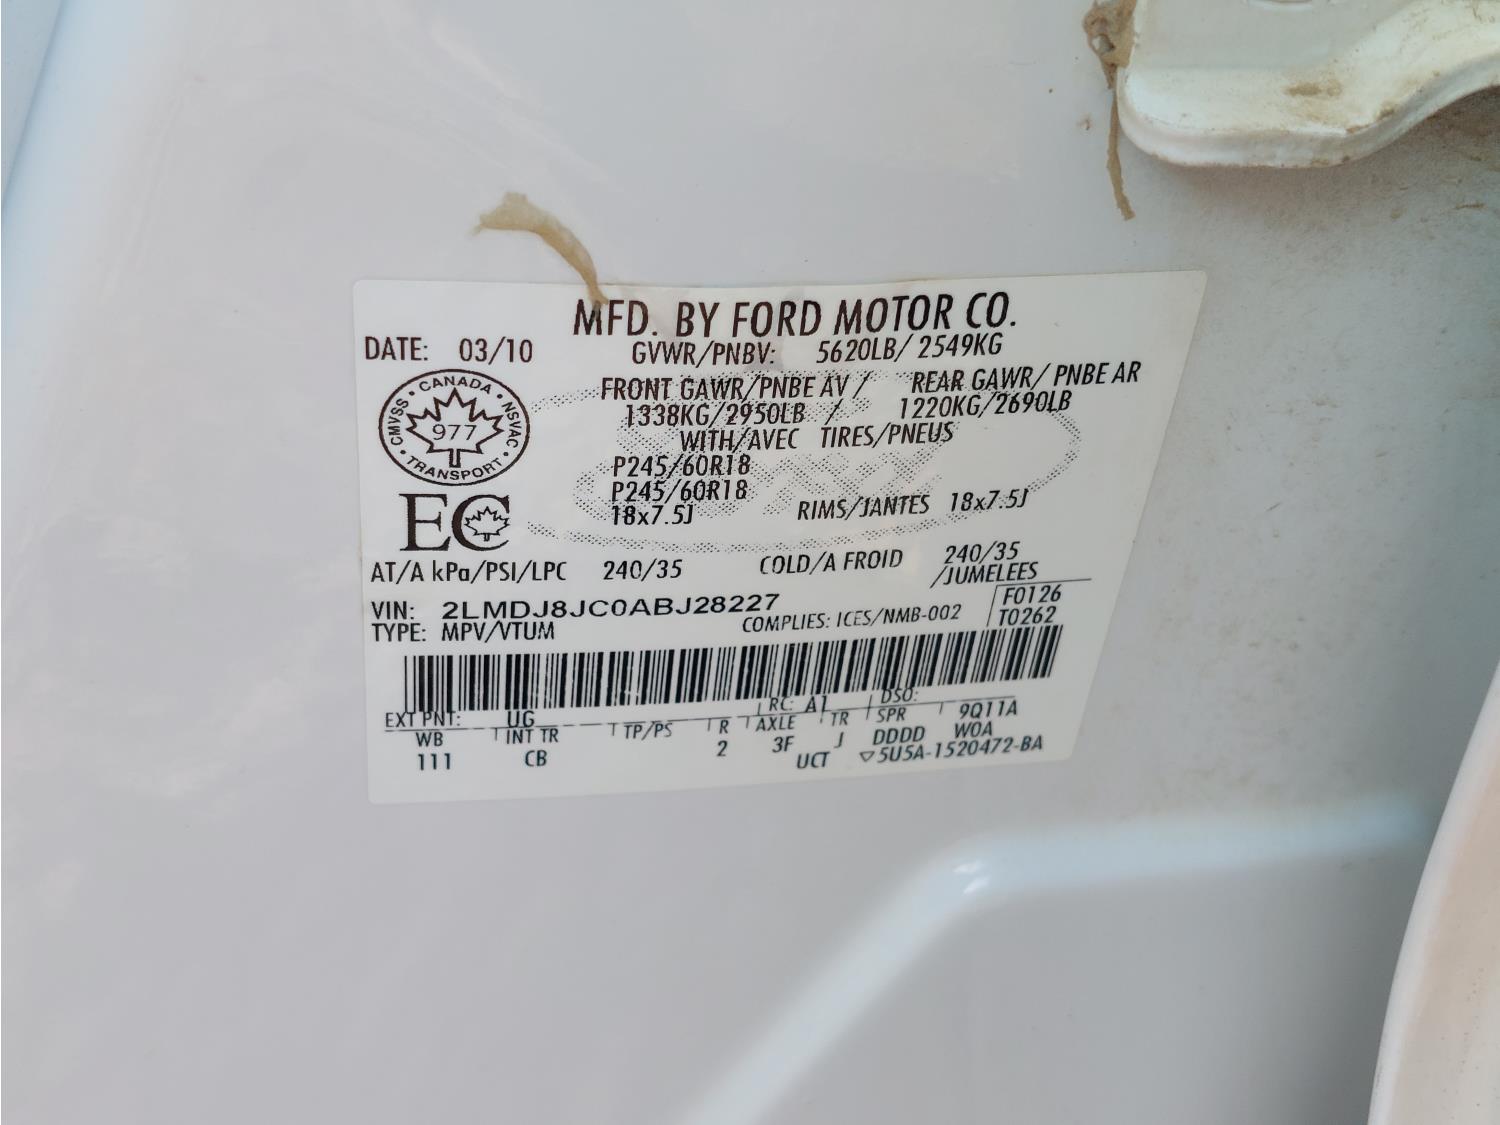 MFD. BY FORD MOTOR CO.
DATE: 03/10 GVWR/PNBV: 5620LB/ 2549KG
FRONT GAWR/PNBE AV / REAR GAWR/ PNBE AR
1338KG/2950LB / 1220KG/2690LB
WITH/AVEC TIRES/PNEUS
P245/60R18
P245/60R18
18x7.5J RIMS/JANTES 18x7.5J
CANADA
CMVSS NSVAC
977
TRANSPORT
EC
AT/A kPa/PSI/LPC 240/35 COLD/A FROID 240/35
/JUMELEES
VIN: 2LMDJ8JC0ABJ28227 F0126
TYPE: MPV/VTUM COMPLIES: ICES/NMB-002 T0262
EXT PNT: UG RC: A1 DSO:
WB INT TR TP/PS R AXLE TR SPR 9Q11A
111 CB 2 3F J DDDD W0A
UCT ▽5U5A-1520472-BA